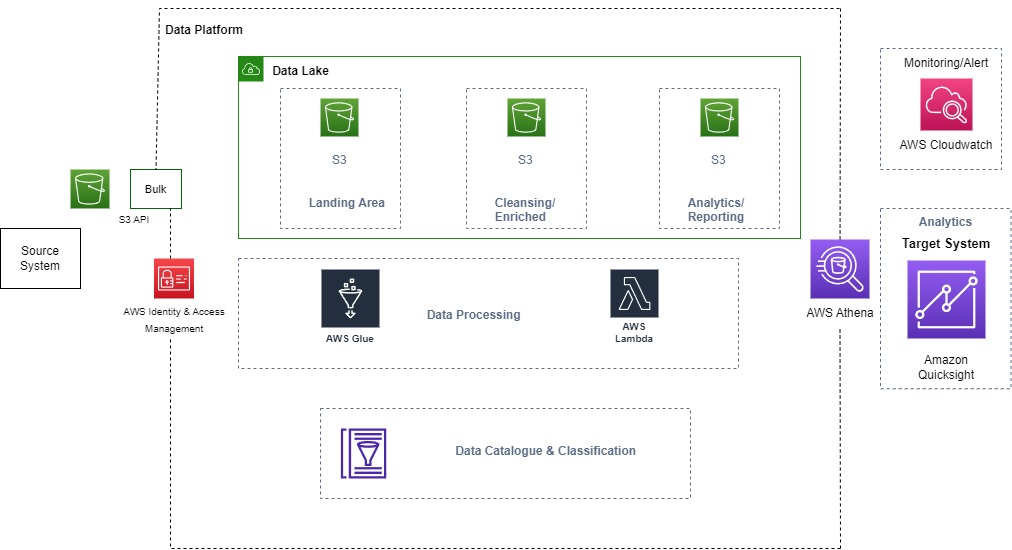 Data Platform
Data Lake
S3
Landing Area
S3
Cleansing/
Enriched
S3
Analytics/
Reporting
Monitoring/Alert
AWS Cloudwatch
Bulk
S3 API
Source
System
AWS Identity & Access
Management
AWS Glue
Data Processing
AWS
Lambda
AWS Athena
Analytics
Target System
Amazon
Quicksight
Data Catalogue & Classification